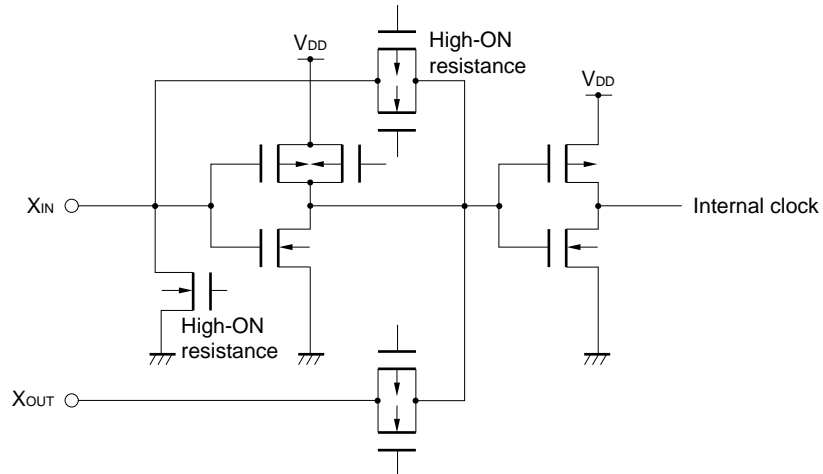 VDD
High-ON
resistance
VDD
XIN
Internal clock
High-ON
resistance
XOUT